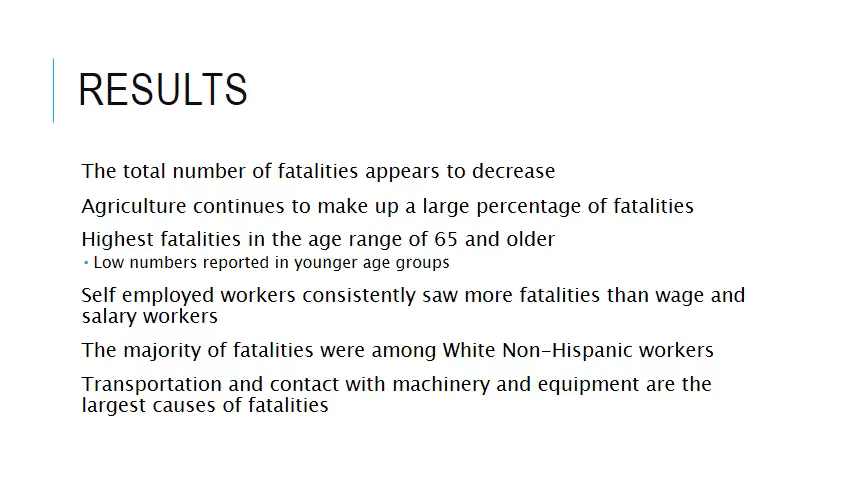 RESULTS
The total number of fatalities appears to decrease
Agriculture continues to make up a large percentage of fatalities
Highest fatalities in the age range of 65 and older
▪ Low numbers reported in younger age groups
Self employed workers consistently saw more fatalities than wage and
salary workers
The majority of fatalities were among White Non-Hispanic workers
Transportation and contact with machinery and equipment are the
largest causes of fatalities